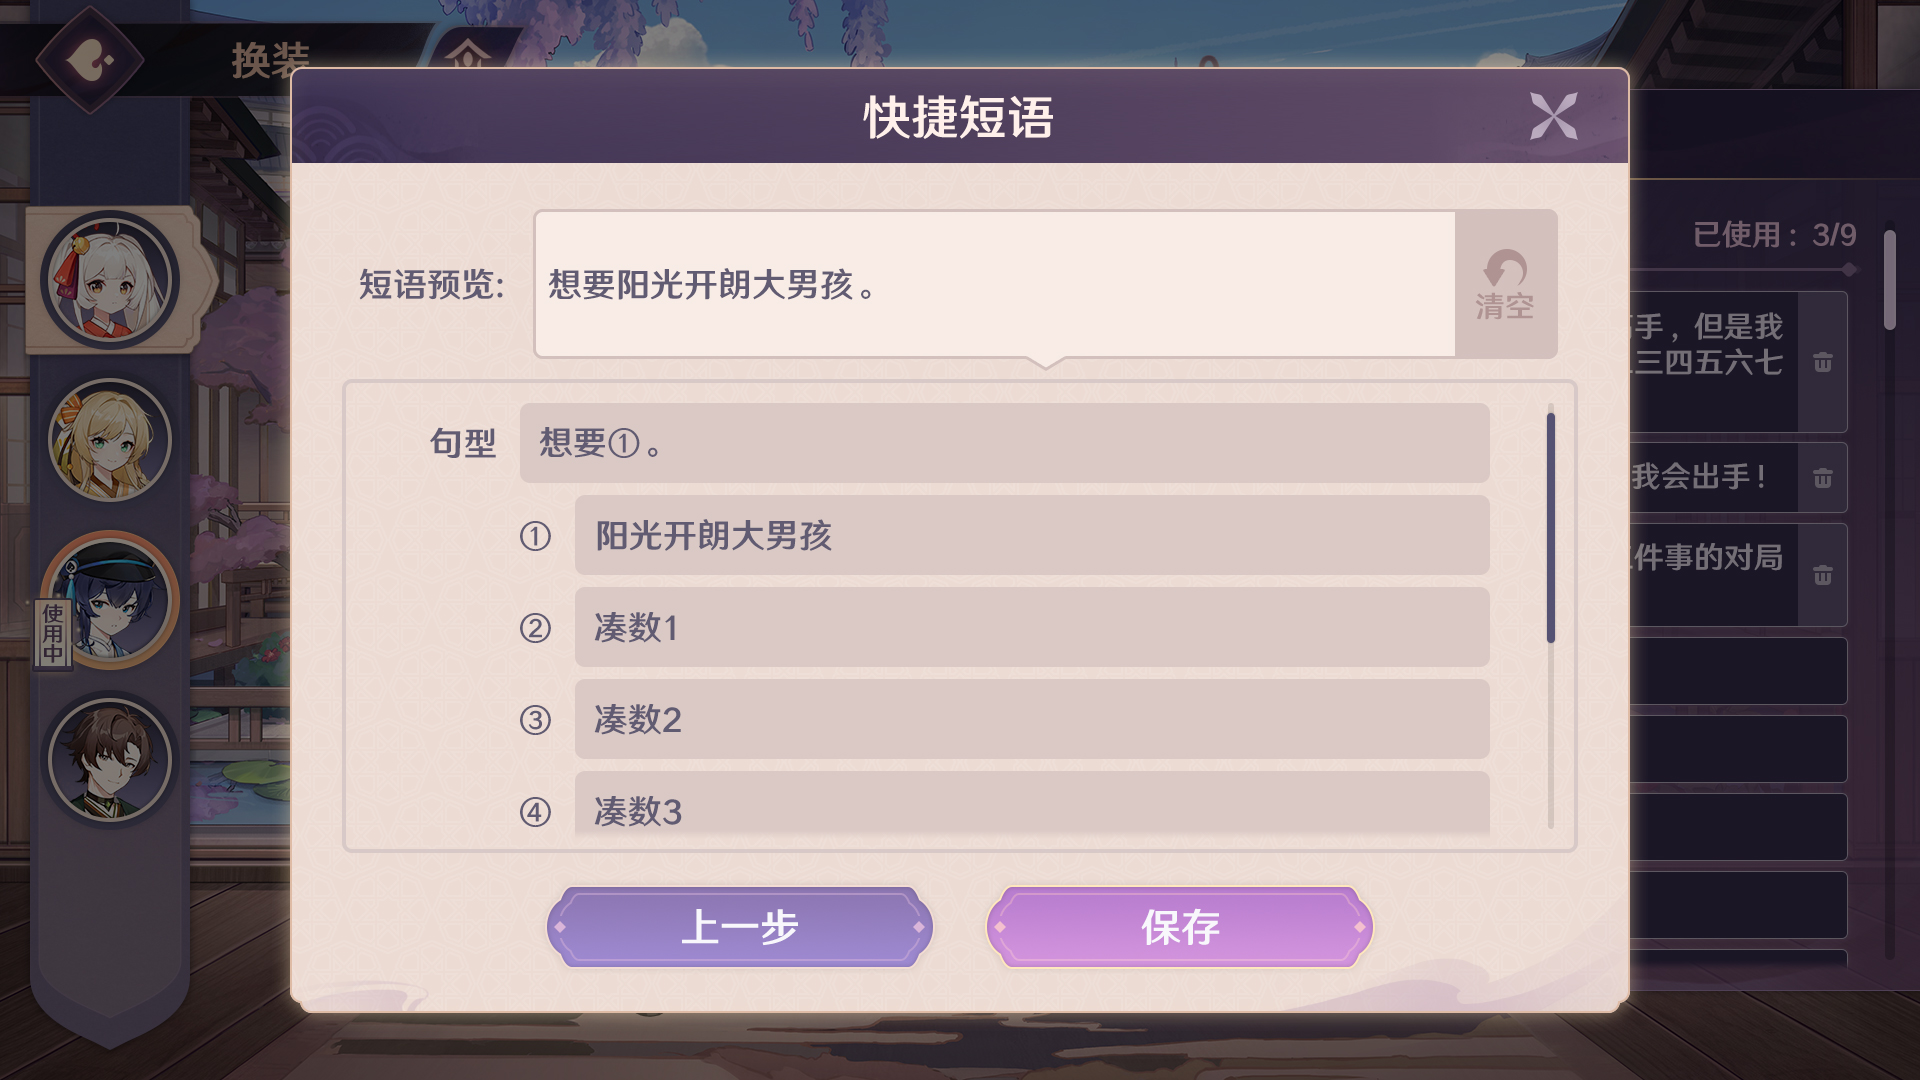 换装
快捷短语
短语预览:
想要阳光开朗大男孩。
清空
句型
想要①。
① 阳光开朗大男孩
② 凑数1
③ 凑数2
④ 凑数3
上一步
保存
使用中
已使用：3/9
手，但是我
三四五六七
我会出手！
件事的对局